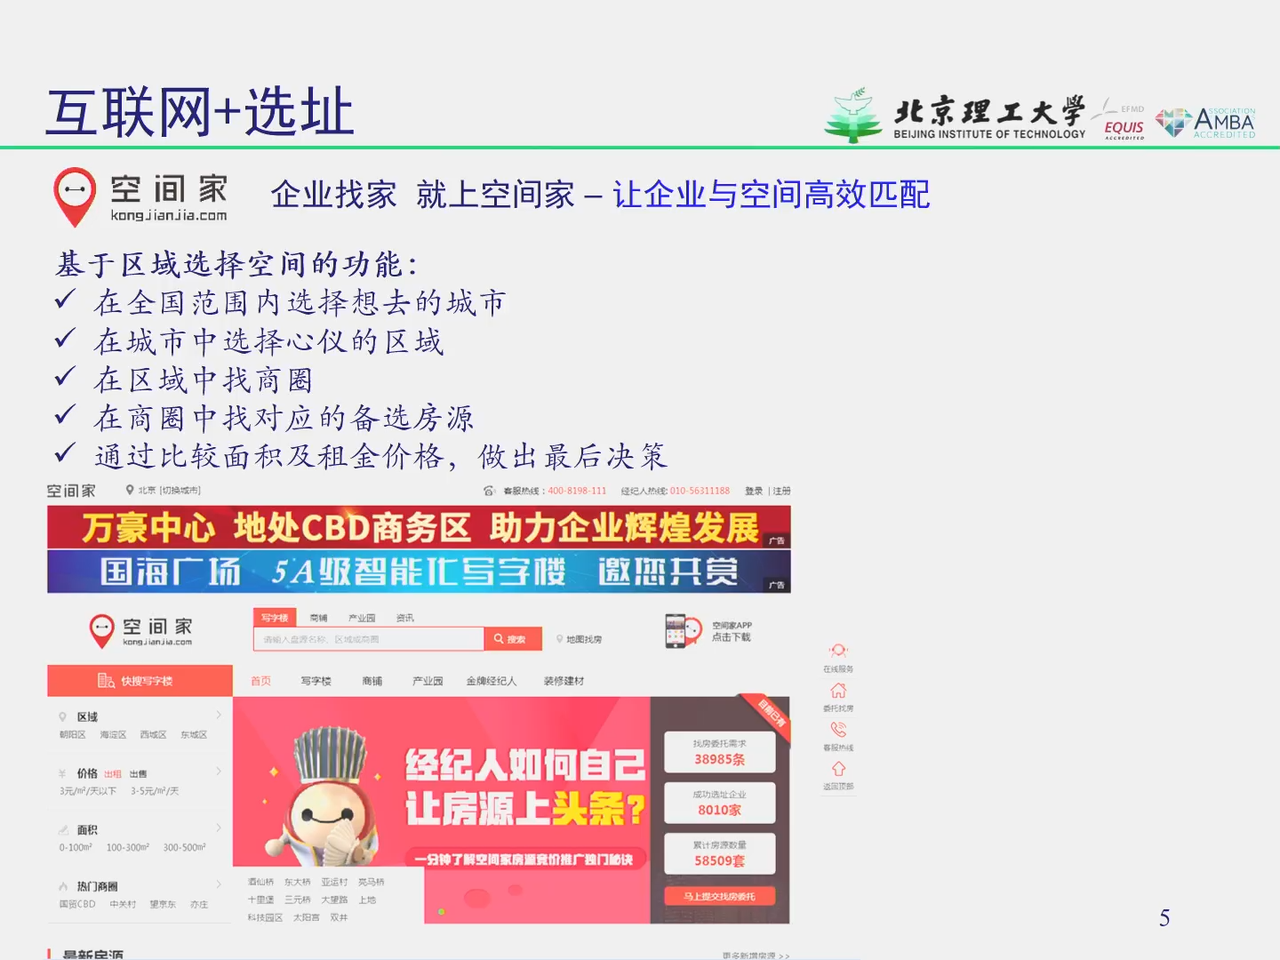 互联网+选址
北京理工大学
BEIJING INSTITUTE OF TECHNOLOGY
EFMD
EQUIS
ACCREDITED
ASSOCIATION
AMBA
ACCREDITED
空间家
kongjianjia.com
企业找家 就上空间家 – 让企业与空间高效匹配
基于区域选择空间的功能：
✓ 在全国范围内选择想去的城市
✓ 在城市中选择心仪的区域
✓ 在区域中找商圈
✓ 在商圈中找对应的备选房源
✓ 通过比较面积及租金价格，做出最后决策
空间家 北京 [切换城市] 客服热线：400-8198-111 经纪人热线: 010-56311188 登录 | 注册
万豪中心 地处CBD商务区 助力企业辉煌发展 广告
国海广场 5A级智能化写字楼 邀您共赏 广告
空间家
kongjianjia.com
写字楼 商铺 产业园 资讯
请输入盘源名称、区域或商圈 搜索 地图找房
空间家APP
点击下载
快搜写字楼 首页 写字楼 商铺 产业园 金牌经纪人 装修建材
区域
朝阳区 海淀区 西城区 东城区
价格 出租 出售
3元/m²/天以下 3-5元/m²/天
面积
0-100m² 100-300m² 300-500m²
热门商圈
国贸CBD 中关村 望京东 亦庄
经纪人如何自己
让房源上头条?
一分钟了解空间家房源竞价推广独门秘诀
酒仙桥 东大桥 亚运村 亮马桥
十里堡 三元桥 大望路 上地
科技园区 太阳宫 双井
目前已有
找房委托需求
38985条
成功选址企业
8010家
累计房源数量
58509套
马上提交找房委托
在线服务
委托找房
客服热线
返回顶部
最新房源 更多新增房源 >>
5